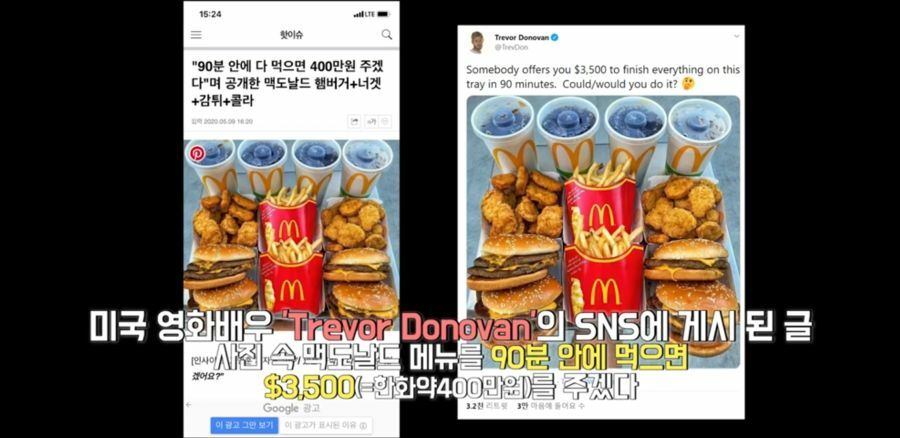 15:24
LTE
핫이슈
"90분 안에 다 먹으면 400만원 주겠
다"며 공개한 맥도날드 햄버거+너겟
+감튀+콜라
입력 2020.05.09 16:20
가
Trevor Donovan
@TrevDon
Somebody offers you $3,500 to finish everything on this
tray in 90 minutes. Could/would you do it? 🤔
미국 영화배우 'Trevor Donovan'의 SNS에 게시 된 글
사진 속 맥도날드 메뉴를 90분 안에 먹으면
$3,500(=한화약400만원)를 주겠다
겠어요?"
Google 광고
이 광고 그만 보기
이 광고가 표시된 이유 ⓘ
3.2천 리트윗 3만 마음에 들어요